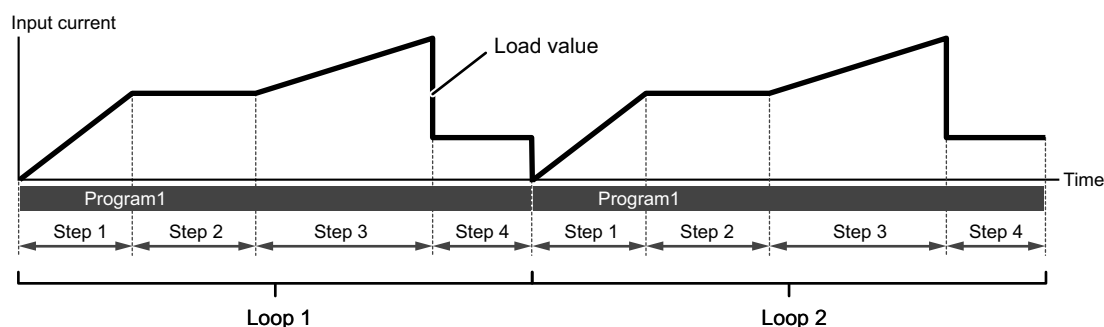 Input current
Load value
Time
Program1 Program1
Step 1 Step 2 Step 3 Step 4 Step 1 Step 2 Step 3 Step 4
Loop 1 Loop 2